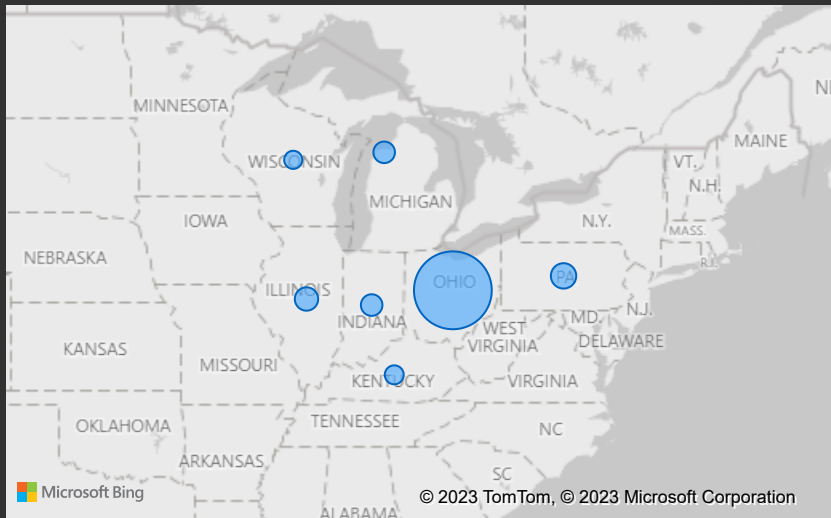 MINNESOTA
MAINE
VT.
N.H.
WISCONSIN
MICHIGAN
IOWA
N.Y.
MASS.
R.I.
NEBRASKA
PA
OHIO
ILLINOIS
N.J.
MD.
INDIANA
WEST
VIRGINIA
DELAWARE
KANSAS
MISSOURI
KENTUCKY
VIRGINIA
TENNESSEE
OKLAHOMA
NC
ARKANSAS
SC
Microsoft Bing
© 2023 TomTom, © 2023 Microsoft Corporation
ALABAMA